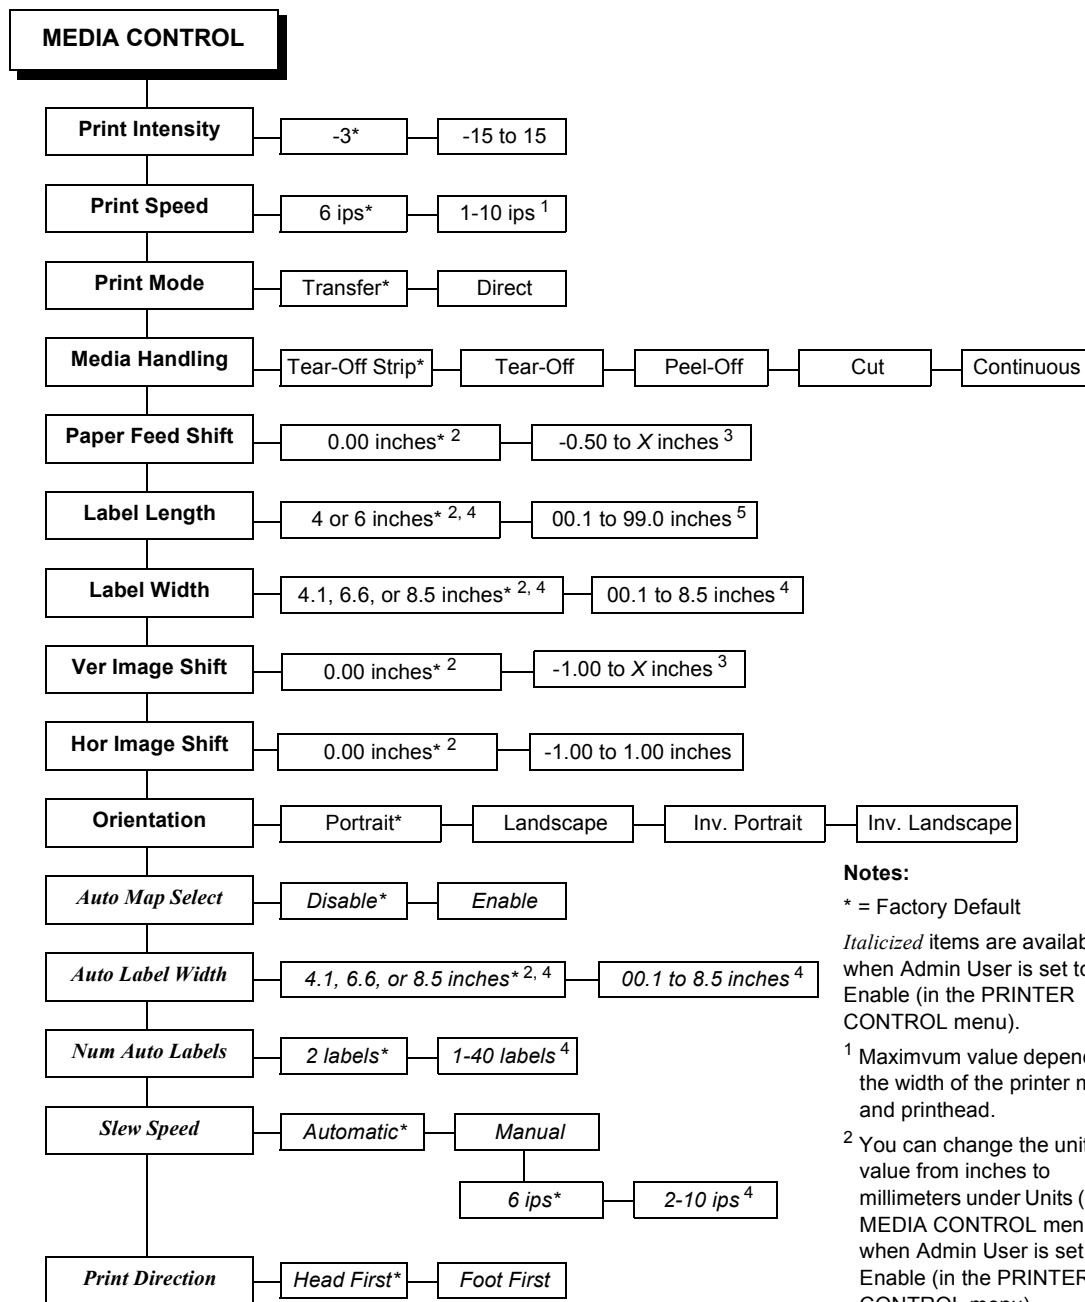 MEDIA CONTROL
Print Intensity -3* -15 to 15
Print Speed 6 ips* 1-10 ips 1
Print Mode Transfer* Direct
Media Handling Tear-Off Strip* Tear-Off Peel-Off Cut Continuous
Paper Feed Shift 0.00 inches* 2 -0.50 to X inches 3
Label Length 4 or 6 inches* 2, 4 00.1 to 99.0 inches 5
Label Width 4.1, 6.6, or 8.5 inches* 2, 4 00.1 to 8.5 inches 4
Ver Image Shift 0.00 inches* 2 -1.00 to X inches 3
Hor Image Shift 0.00 inches* 2 -1.00 to 1.00 inches
Orientation Portrait* Landscape Inv. Portrait Inv. Landscape
Auto Map Select Disable* Enable
Auto Label Width 4.1, 6.6, or 8.5 inches* 2, 4 00.1 to 8.5 inches 4
Num Auto Labels 2 labels* 1-40 labels 4
Slew Speed Automatic* Manual
6 ips* 2-10 ips 4
Print Direction Head First* Foot First
Notes:
* = Factory Default
Italicized items are
when Admin User is set
Enable (in the PRINTER
CONTROL menu).
1 Maximvum value
the width of the printer
and printhead.
2 You can change the
value from inches to
millimeters under Units (
MEDIA CONTROL
when Admin User is set
Enable (in the PRINTER